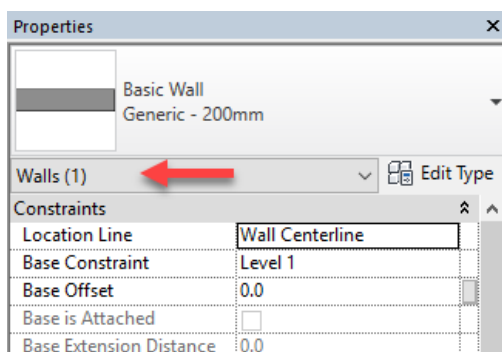 Properties
Basic Wall
Generic - 200mm
Walls (1)
Edit Type
Constraints
Location Line Wall Centerline
Base Constraint Level 1
Base Offset 0.0
Base is Attached
Base Extension Distance 0.0